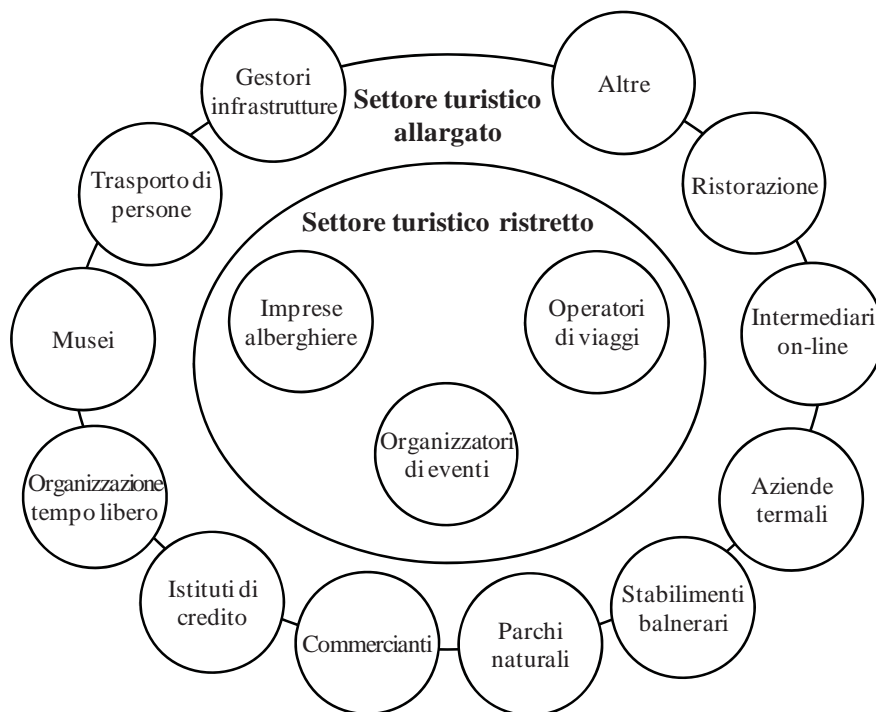 Gestori
infrastrutture
Settore turistico
allargato
Altre
Trasporto di
persone
Ristorazione
Settore turistico ristretto
Imprese
alberghiere
Operatori
di viaggi
Musei
Intermediari
on-line
Organizzatori
di eventi
Organizzazione
tempo libero
Aziende
termali
Istituti di
credito
Stabilimenti
balnerari
Commercianti
Parchi
naturali